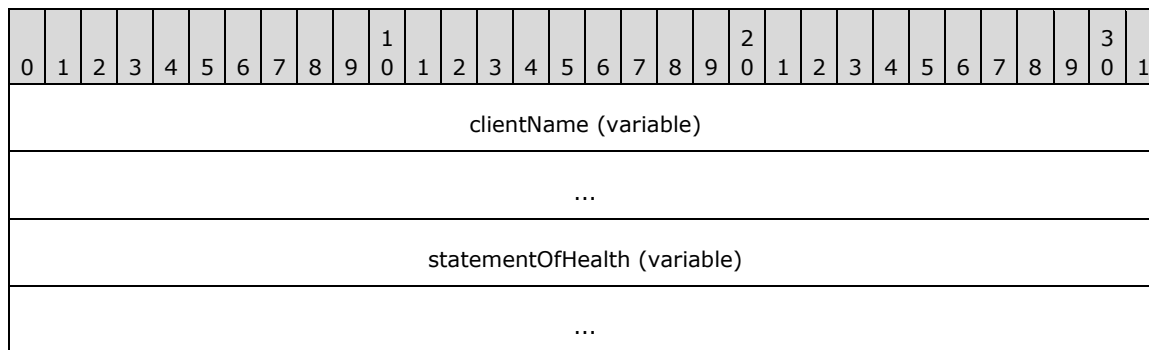 1 2 3
0 1 2 3 4 5 6 7 8 9 0 1 2 3 4 5 6 7 8 9 0 1 2 3 4 5 6 7 8 9 0 1
clientName (variable)
...
statementOfHealth (variable)
...